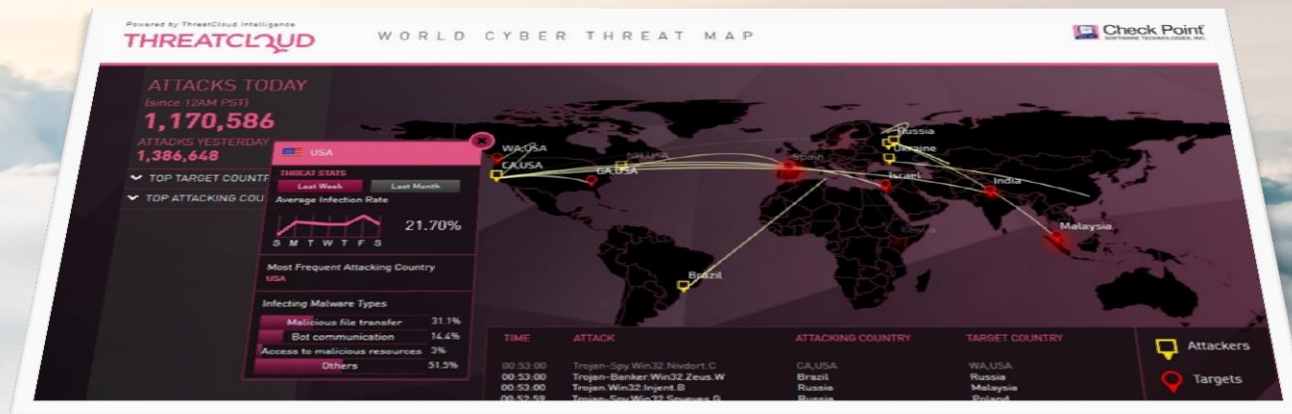 Powered by ThreatCloud Intelligence
THREATCLOUD
WORLD CYBER THREAT MAP
Check Point
SOFTWARE TECHNOLOGIES, INC.
ATTACKS TODAY
(since 12AM PST)
1,170,586
ATTACKS YESTERDAY
1,386,648
TOP TARGET COUNTR
TOP ATTACKING COU
USA
THREAT STATS
Last Week
Last Month
Average Infection Rate
21.70%
S M T W T F S
Most Frequent Attacking Country
USA
Infecting Malware Types
Malicious file transfer 31.1%
Bot communication 14.4%
Access to malicious resources 3%
Others 51.5%
WA,USA
CA,USA
GA,USA
Spain
Russia
Ukraine
Israel
India
Malaysia
Brazil
TIME ATTACK ATTACKING COUNTRY TARGET COUNTRY
00:53:00 Trojan-Spy.Win32.Nivdort.C CA,USA WA,USA
00:53:00 Trojan-Banker.Win32.Zeus.W Brazil Russia
00:53:00 Trojan.Win32.Injent.B Russia Malaysia
00:52:59 Russia Poland
Attackers
Targets